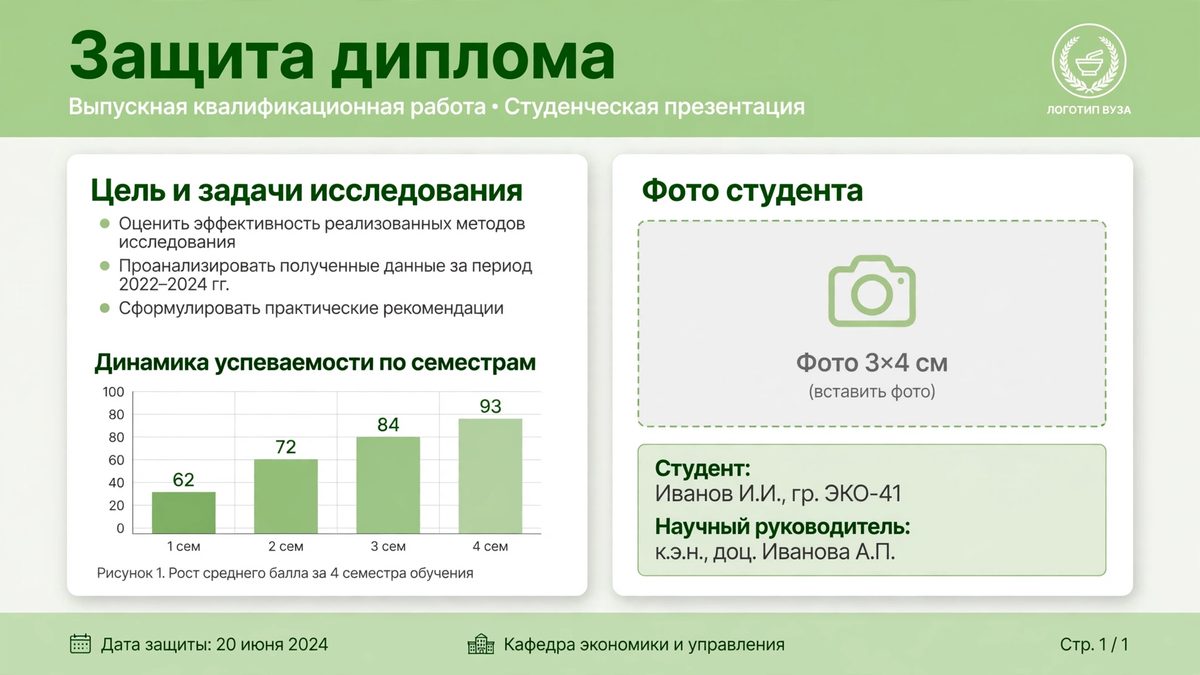 Защита диплома
Выпускная квалификационная работа • Студенческая презентация
ЛОГОТИП ВУЗА
Цель и задачи исследования
Оценить эффективность реализованных методов
исследования
Проанализировать полученные данные за период
2022–2024 гг.
Сформулировать практические рекомендации
Динамика успеваемости по семестрам
100
80
80
60
40
20
0
62
72
84
93
1 сем
2 сем
3 сем
4 сем
Рисунок 1. Рост среднего балла за 4 семестра обучения
Фото студента
Фото 3×4 см
(вставить фото)
Студент:
Иванов И.И., гр. ЭКО-41
Научный руководитель:
к.э.н., доц. Иванова А.П.
Дата защиты: 20 июня 2024
Кафедра экономики и управления
Стр. 1 / 1